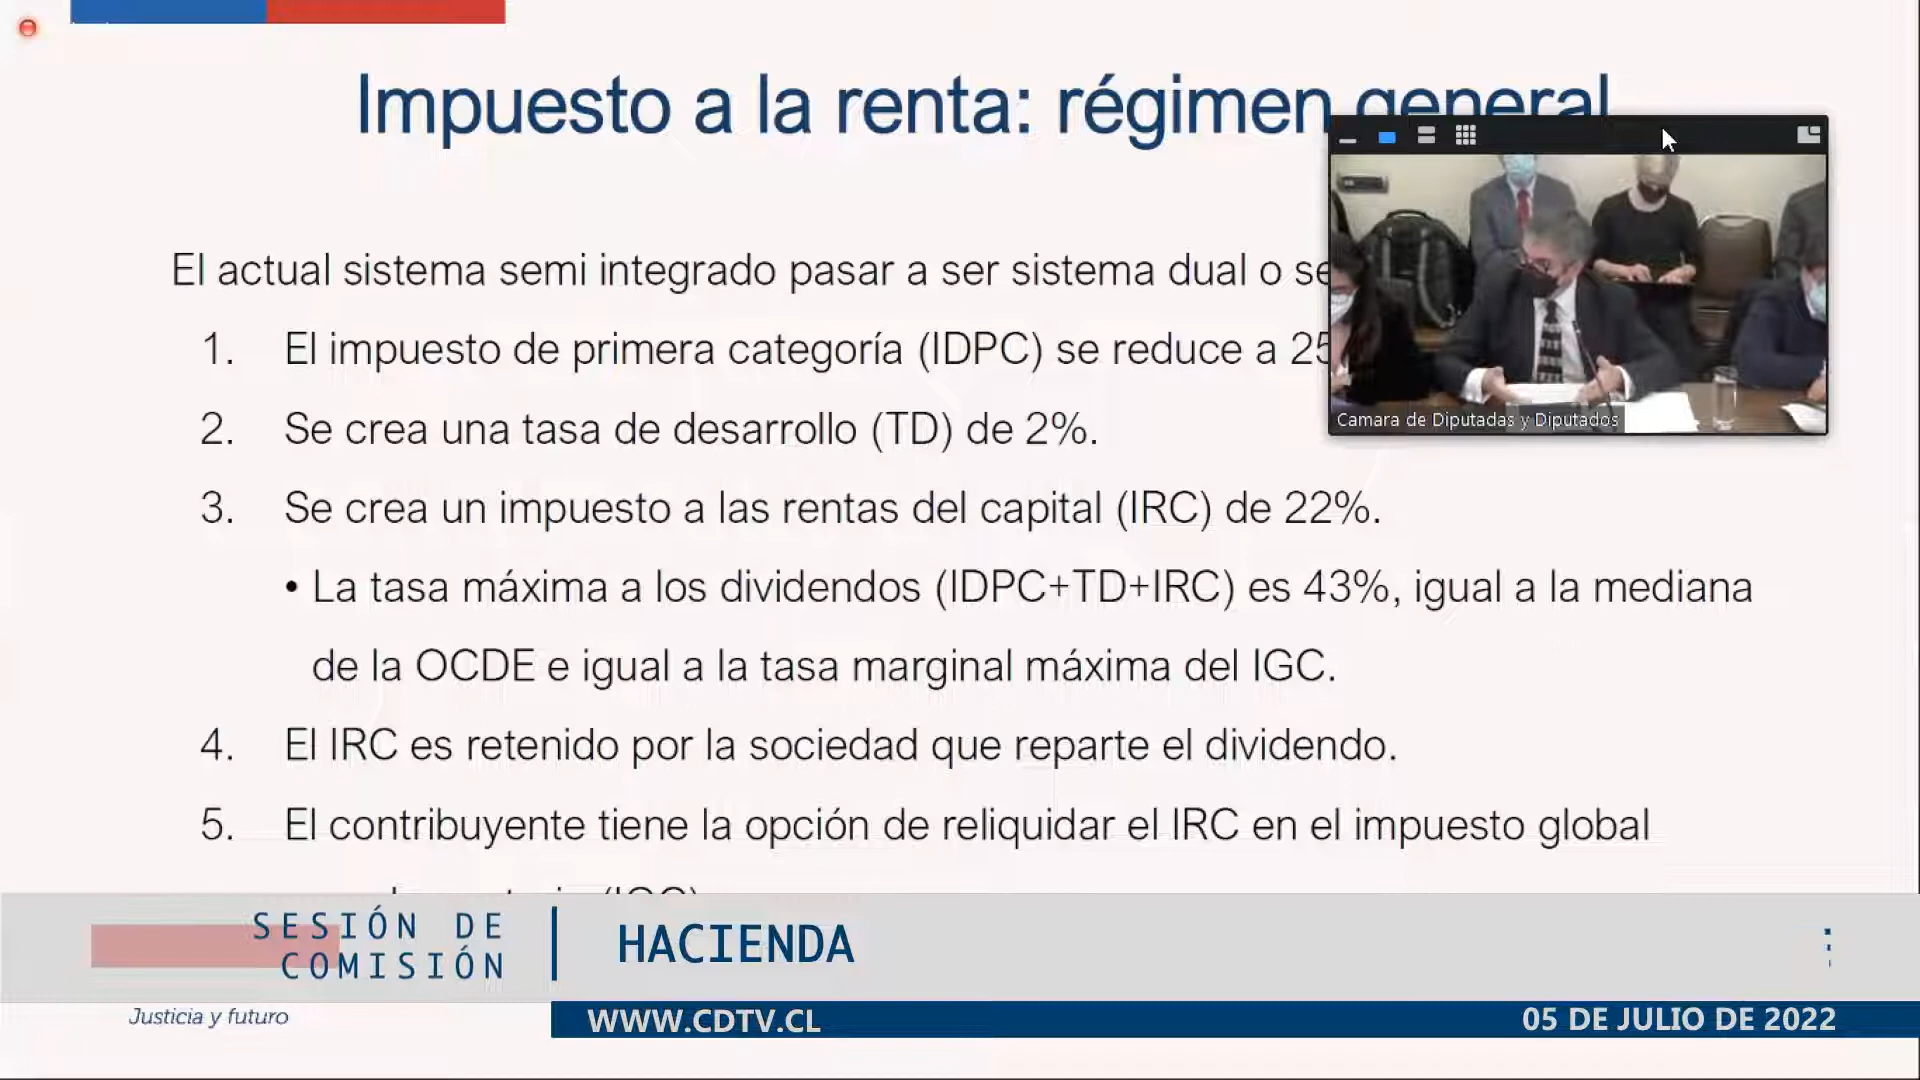 Impuesto a la renta: régimen general
El actual sistema semi integrado pasar a ser sistema dual o
1. El impuesto de primera categoría (IDPC) se reduce a 25
2. Se crea una tasa de desarrollo (TD) de 2%.
3. Se crea un impuesto a las rentas del capital (IRC) de 22%.
• La tasa máxima a los dividendos (IDPC+TD+IRC) es 43%, igual a la mediana
de la OCDE e igual a la tasa marginal máxima del IGC.
4. El IRC es retenido por la sociedad que reparte el dividendo.
5. El contribuyente tiene la opción de reliquidar el IRC en el impuesto global
Camara de Diputadas y Diputados
SESIÓN DE
COMISIÓN
HACIENDA
Justicia y futuro
WWW.CDTV.CL
05 DE JULIO DE 2022